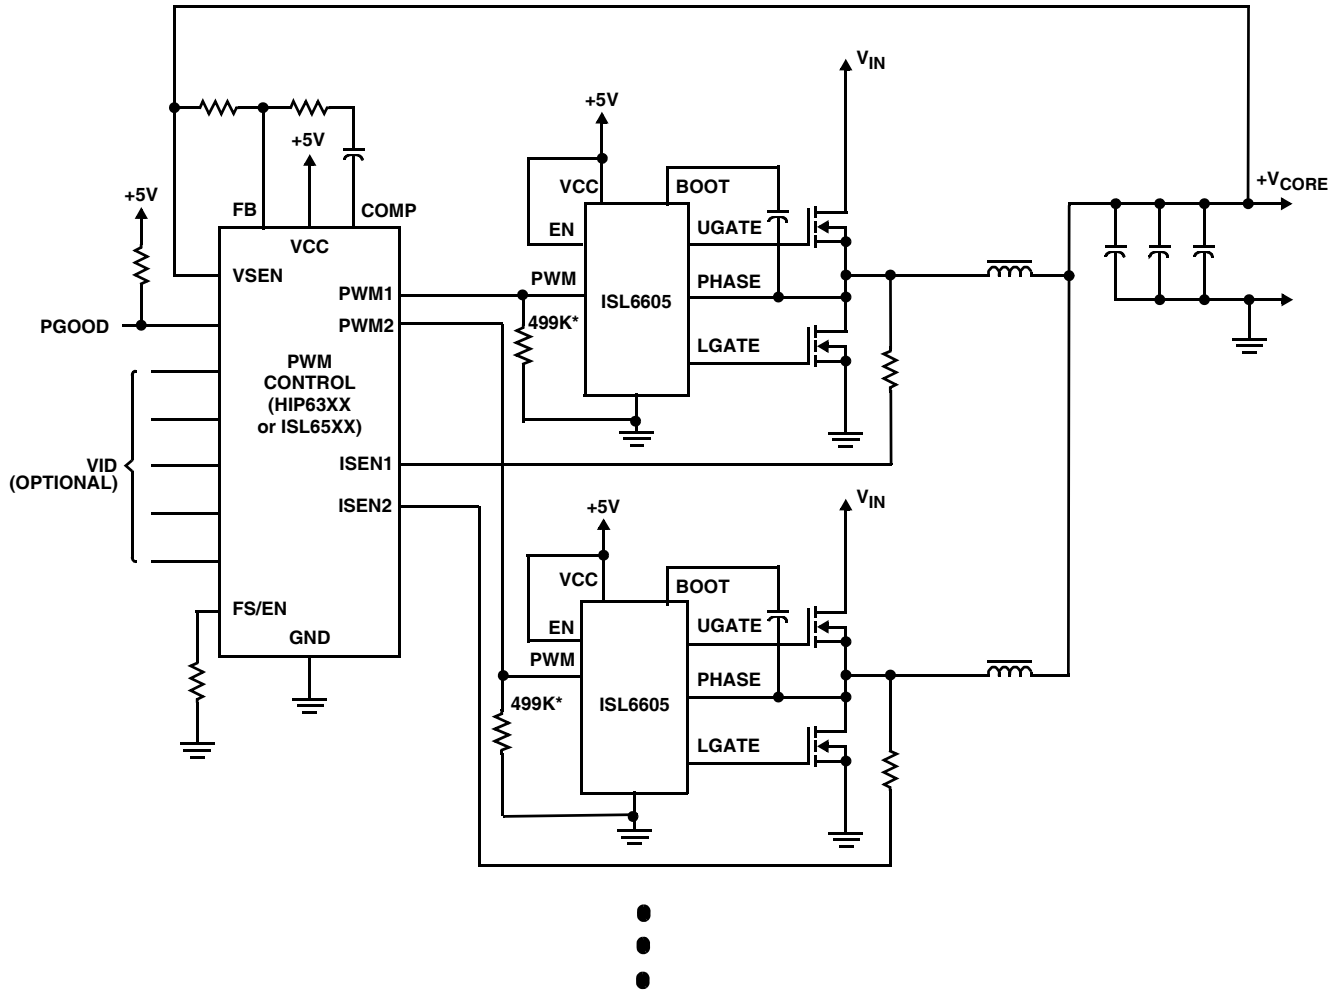 V_IN
+5V
+5V
+5V
+V_CORE
VCC
BOOT
FB
COMP
EN
UGATE
VCC
VSEN
PWM
PHASE
PWM1
ISL6605
PGOOD
PWM2
499K*
LGATE
PWM
CONTROL
(HIP63XX
or ISL65XX)
VID
(OPTIONAL)
ISEN1
ISEN2
V_IN
+5V
VCC
BOOT
FS/EN
EN
UGATE
GND
PWM
PHASE
499K*
ISL6605
LGATE